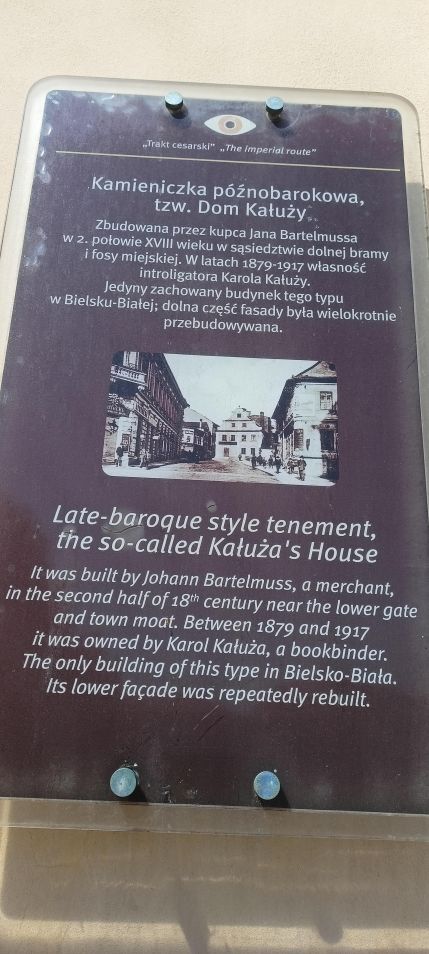 „Trakt cesarski" „The imperial route"
Kamieniczka późnobarokowa,
tzw. Dom Kałuży
Zbudowana przez kupca Jana Bartelmussa
w 2. połowie XVIII wieku w sąsiedztwie dolnej bramy
i fosy miejskiej. W latach 1879-1917 własność
introligatora Karola Kałuży.
Jedyny zachowany budynek tego typu
w Bielsku-Białej; dolna część fasady była wielokrotnie
przebudowywana.
Late-baroque style tenement,
the so-called Kałuża's House
It was built by Johann Bartelmuss, a merchant,
in the second half of 18th century near the lower gate
and town moat. Between 1879 and 1917
it was owned by Karol Kałuża, a bookbinder.
The only building of this type in Bielsko-Biała.
Its lower façade was repeatedly rebuilt.